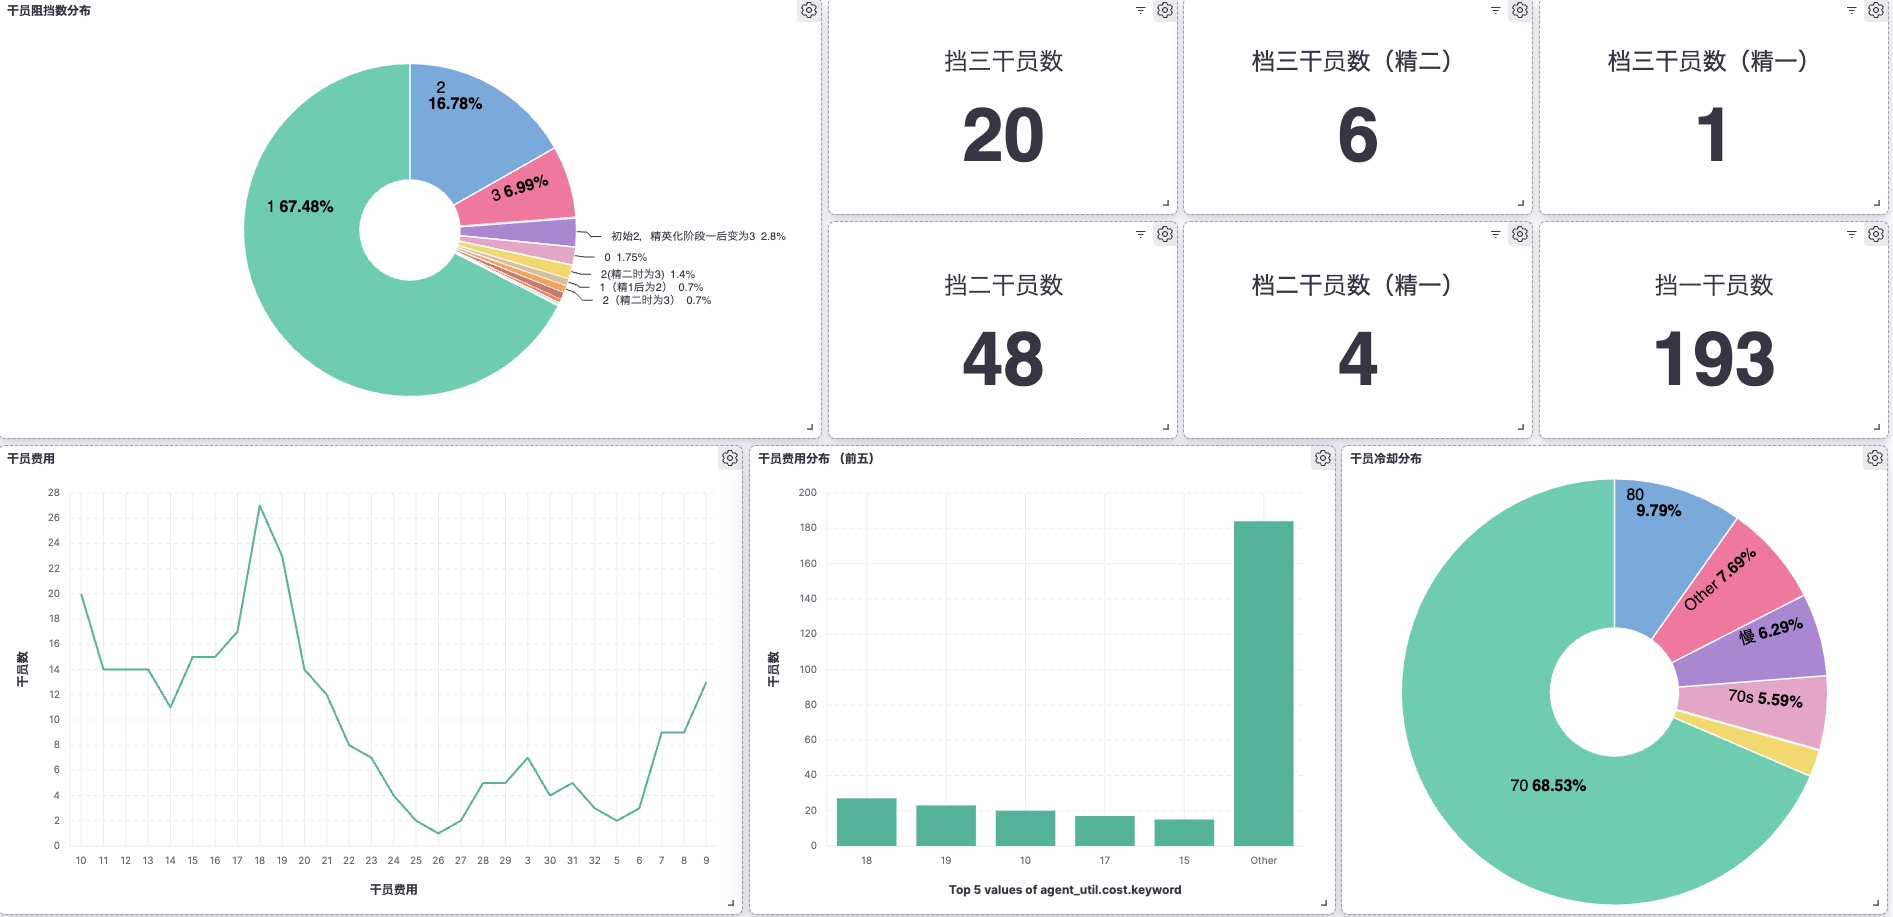 干员阻挡数分布
2
16.78%
3 6.99%
1 67.48%
初始2，精英化阶段一后变为3 2.8%
0 1.75%
2(精二时为3) 1.4%
1（精1后为2） 0.7%
2（精二时为3） 0.7%
挡三干员数
20
档三干员数（精二）
6
档三干员数（精一）
1
挡二干员数
48
档二干员数（精一）
4
挡一干员数
193
干员费用
28
26
24
22
20
18
16
14
12
10
8
6
4
2
0
干员数
10 11 12 13 14 15 16 17 18 19 20 21 22 23 24 25 26 27 28 29 3 30 31 32 5 6 7 8 9
干员费用
干员费用分布 （前五）
200
180
160
140
120
100
80
60
40
20
0
干员数
18 19 10 17 15 Other
Top 5 values of agent_util.cost.keyword
干员冷却分布
80
9.79%
Other 7.69%
慢 6.29%
70s 5.59%
70 68.53%